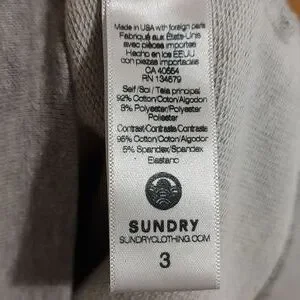 Made in USA with foreign parts
Fabriqué aux États-Unis
avec pièces importées
Hecho en los EEUU
con piezas importadas
CA 40554
RN 134679
Self/Soi/Tela principal
92% Cotton/Coton/Algodon
8% Polyester/Polyester
Poliester
Contrast/Contraste/Contraste
95% Cotton/Coton/Algodon
5% Spandex/Spandex
Elastano
SUNDRY
SUNDRYCLOTHING.COM
3